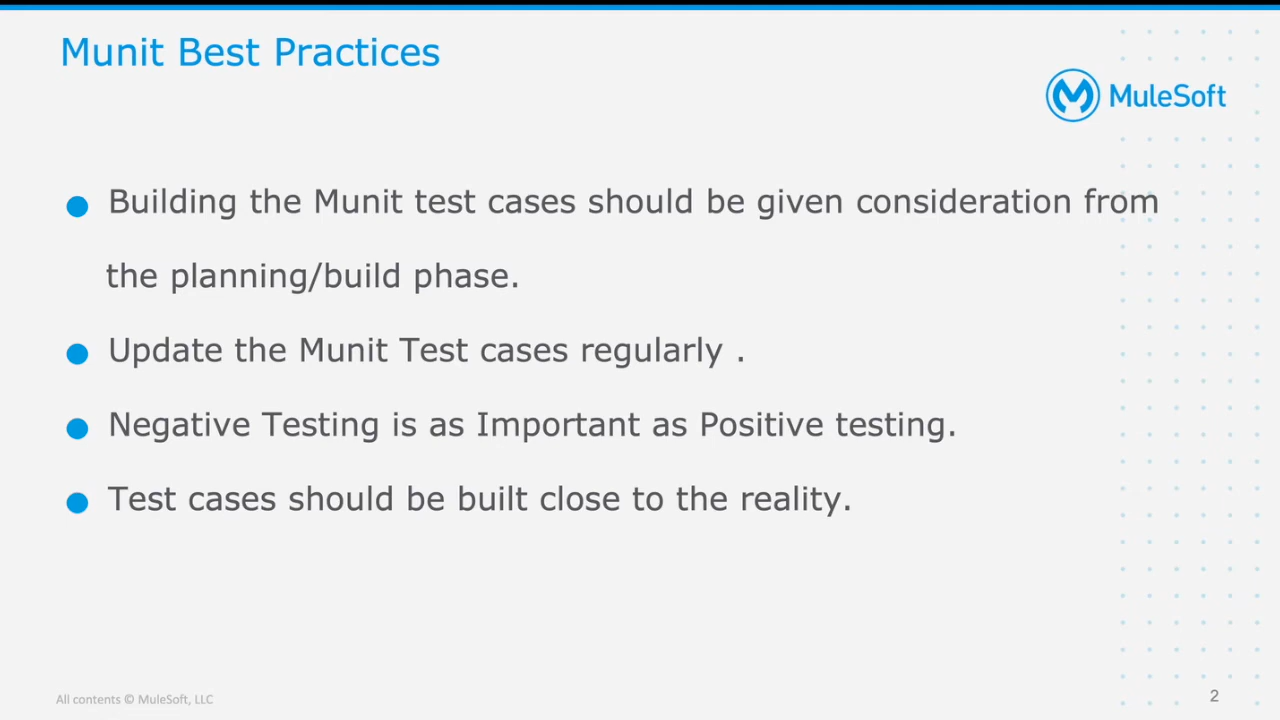 Munit Best Practices
MuleSoft
● Building the Munit test cases should be given consideration from
the planning/build phase.
● Update the Munit Test cases regularly .
● Negative Testing is as Important as Positive testing.
● Test cases should be built close to the reality.
All contents © MuleSoft, LLC
2